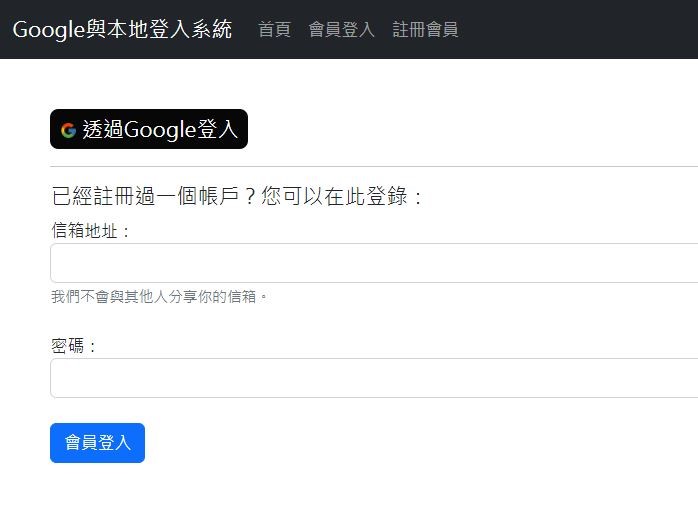 Google與本地登入系統 首頁 會員登入 註冊會員
透過Google登入
已經註冊過一個帳戶？您可以在此登錄：
信箱地址：
我們不會與其他人分享你的信箱。
密碼：
會員登入